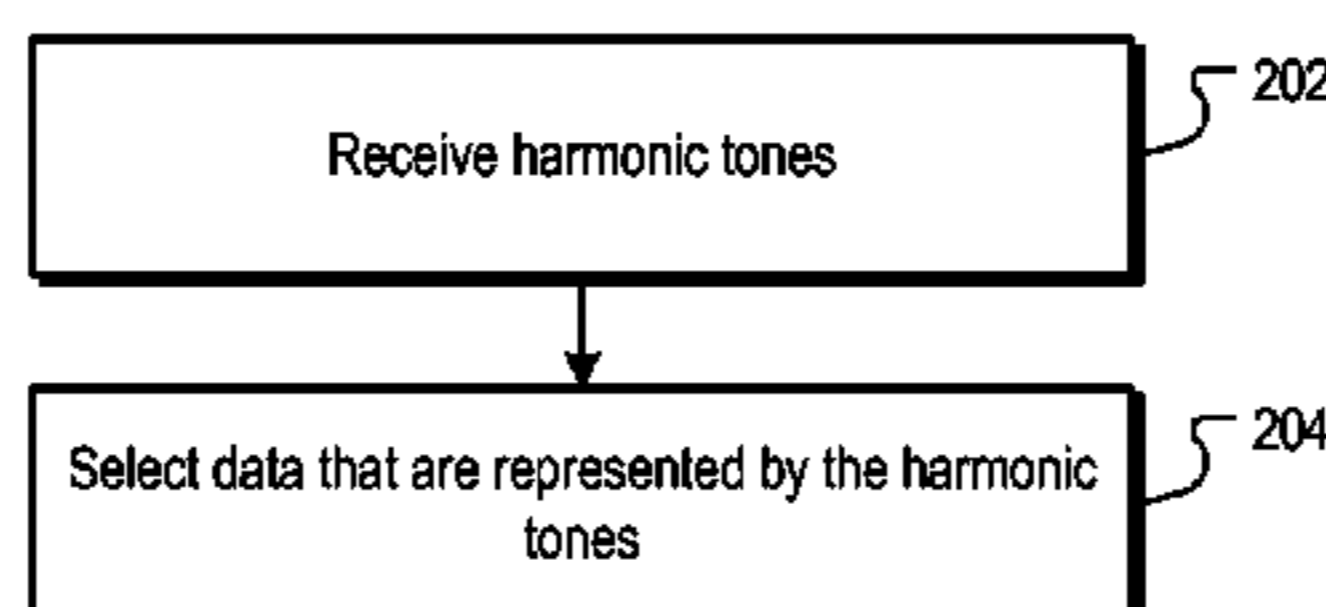 Receive harmonic tones
202
Select data that are represented by the harmonic
tones
204